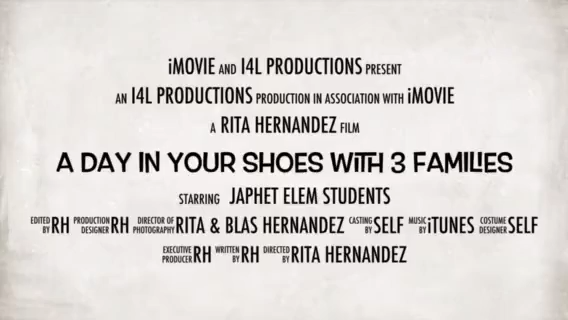 iMOVIE AND I4L PRODUCTIONS PRESENT
AN I4L PRODUCTIONS PRODUCTION IN ASSOCIATION WITH iMOVIE
A RITA HERNANDEZ FILM
A DAY IN YOUR SHOES WITH 3 FAMILIES
STARRING JAPHET ELEM STUDENTS
EDITED BY RH PRODUCTION DESIGNER RH DIRECTOR OF PHOTOGRAPHY RITA & BLAS HERNANDEZ CASTING BY SELF MUSIC BY iTUNES COSTUME DESIGNER SELF
EXECUTIVE PRODUCER RH WRITTEN BY RH DIRECTED BY RITA HERNANDEZ